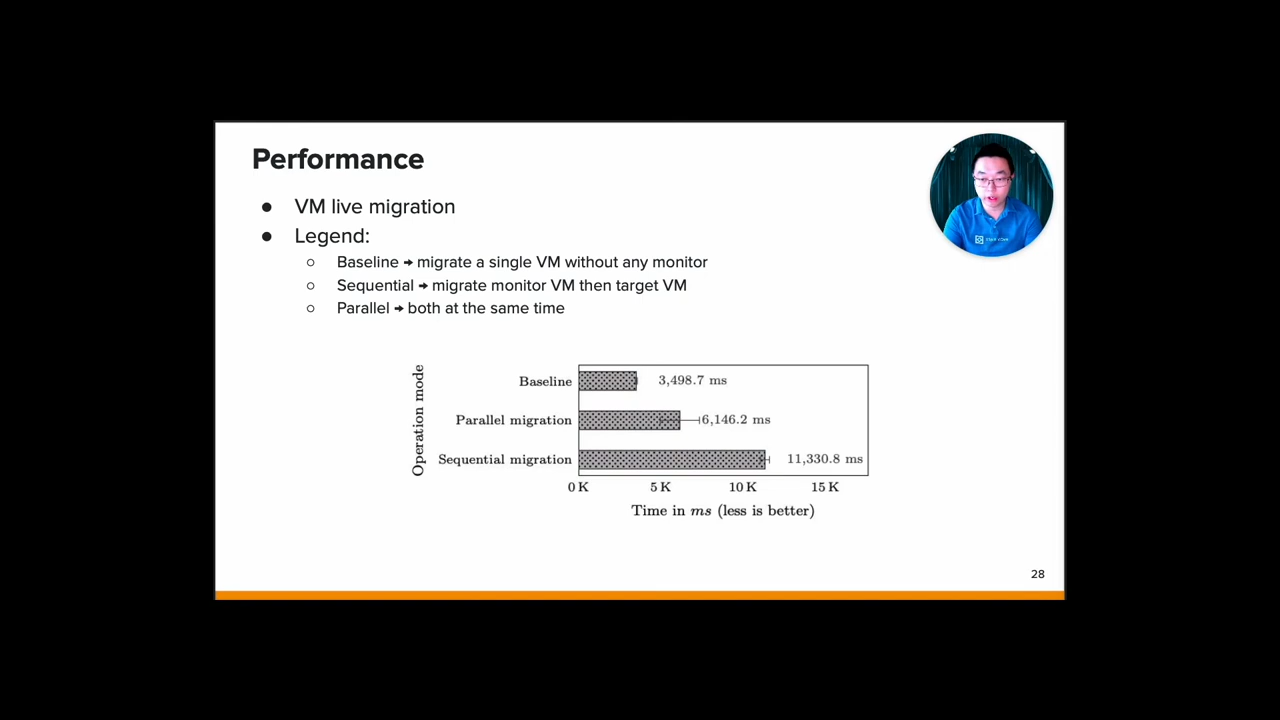 Performance
● VM live migration
● Legend:
○ Baseline → migrate a single VM without any monitor
○ Sequential → migrate monitor VM then target VM
○ Parallel → both at the same time
Operation mode
Baseline 3,498.7 ms
Parallel migration 6,146.2 ms
Sequential migration 11,330.8 ms
0 K 5 K 10 K 15 K
Time in ms (less is better)
28